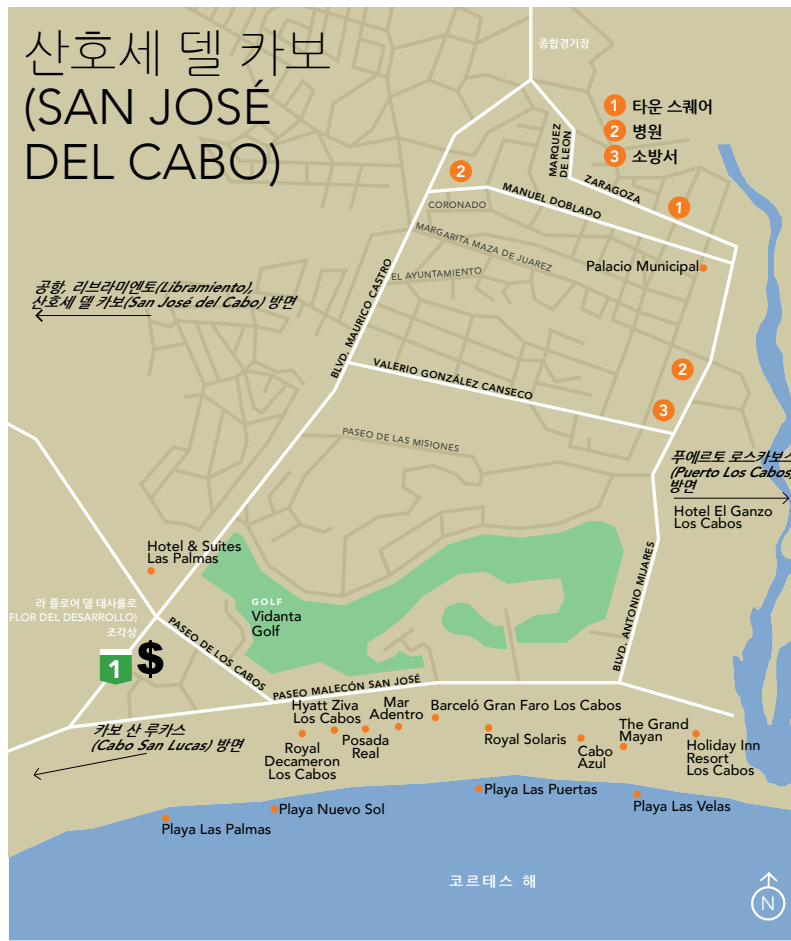 산호세 델 카보
(SAN JOSÉ
DEL CABO)
종합경기장
1 타운 스퀘어
2 병원
3 소방서
MARQUEZ
DE LEON
ZARAGOZA
1
2
MANUEL DOBLADO
CORONADO
MARGARITA MAZA DE JUAREZ
EL AYUNTAMIENTO
Palacio Municipal
공항, 리브라미엔토(Libramiento),
산호세 델 카보(San José del Cabo) 방면
BLVD. MAURICO CASTRO
VALERIO GONZÁLEZ CANSECO
2
3
PASEO DE LAS MISIONES
푸에르토 로스카보스
(Puerto Los Cabos)
방면
Hotel El Ganzo
Los Cabos
Hotel & Suites
Las Palmas
GOLF
Vidanta
Golf
BLVD. ANTONIO MIJARES
라 플로어 델 데사롤로
FLOR DEL DESARROLLO)
조각상
1 $
PASEO DE LOS CABOS
PASEO MALECÓN SAN JOSÉ
카보 산 루카스
(Cabo San Lucas) 방면
Hyatt Ziva
Los Cabos
Mar
Adentro
Barceló Gran Faro Los Cabos
Royal
Decameron
Los Cabos
Posada
Real
Royal Solaris
Cabo
Azul
The Grand
Mayan
Holiday Inn
Resort
Los Cabos
Playa Las Palmas
Playa Nuevo Sol
Playa Las Puertas
Playa Las Velas
코르테스 해
N